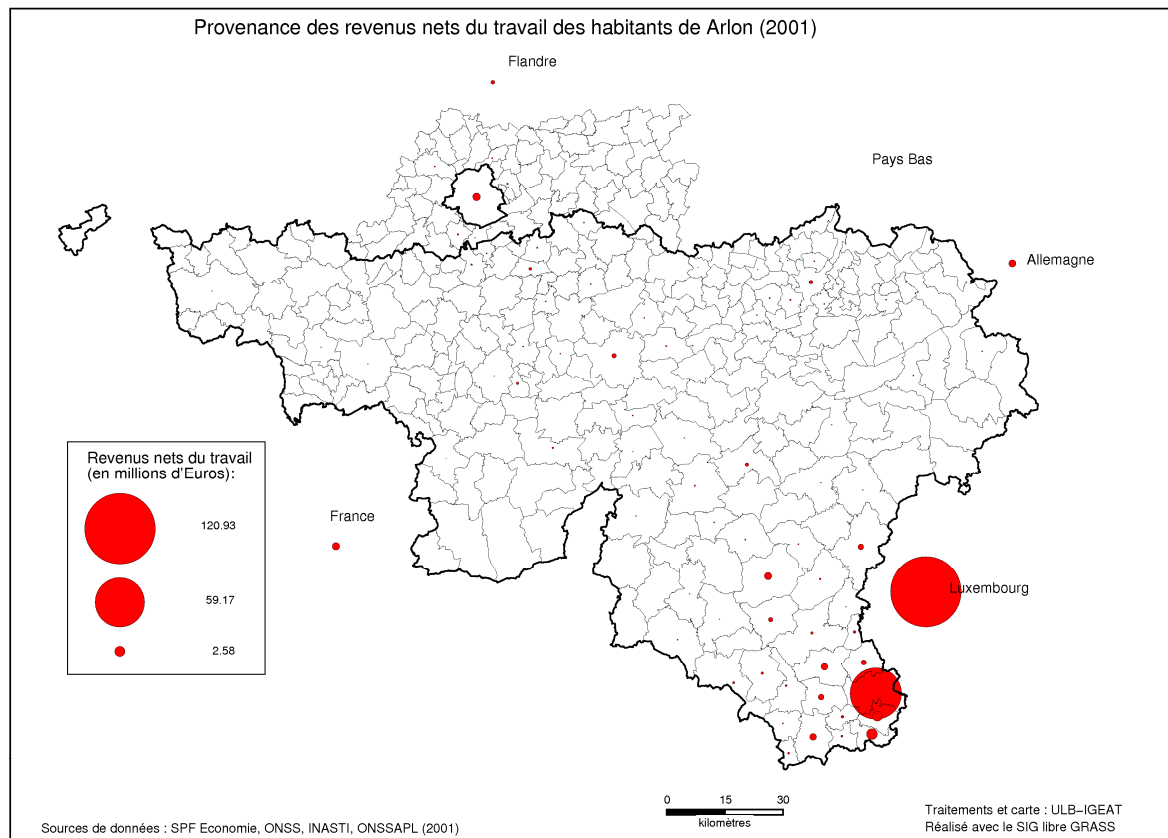 Provenance des revenus nets du travail des habitants de Arlon (2001)
Flandre
Pays Bas
Allemagne
Revenus nets du travail
(en millions d'Euros):
120.93
59.17
2.58
France
Luxembourg
0 15 30
kilomètres
Sources de données : SPF Economie, ONSS, INASTI, ONSSAPL (2001)
Traitements et carte : ULB-IGEAT
Réalisé avec le SIG libre GRASS